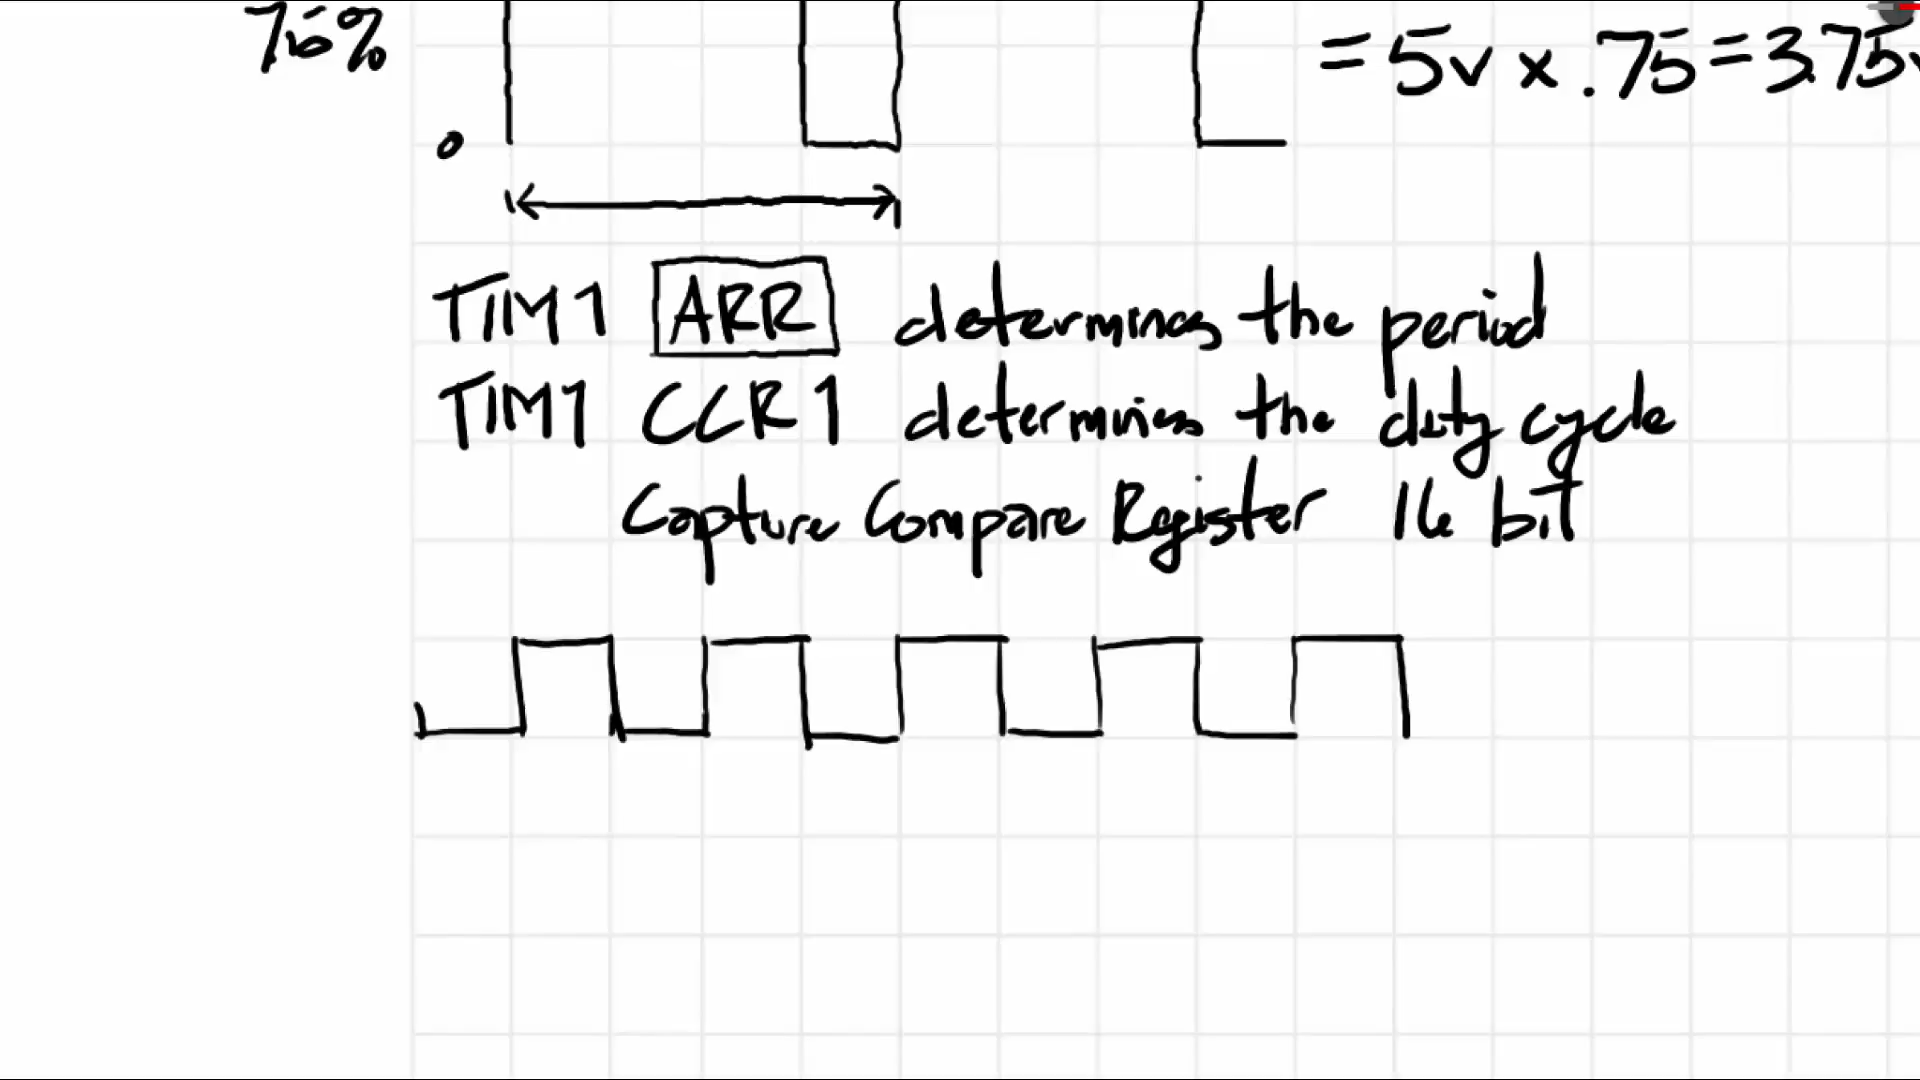 75% = 5v x .75 = 3.75v
0
TIM1 ARR determines the period
TIM1 CCR1 determines the duty cycle
Capture Compare Register 16 bit